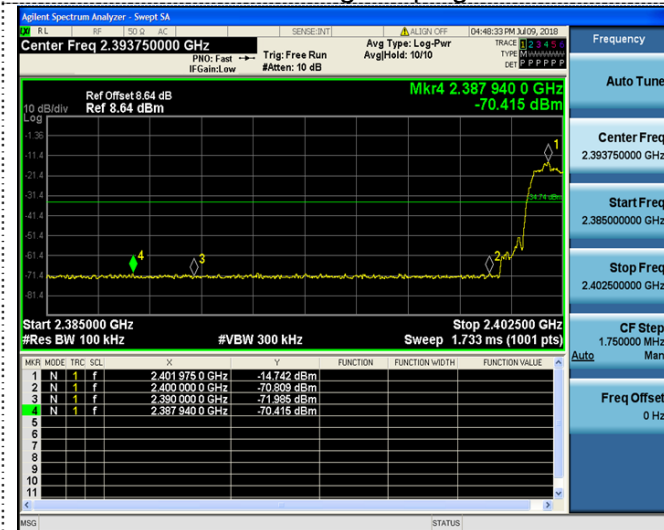 Agilent Spectrum Analyzer - Swept SA
RL RF 50 Ω AC SENSE:INT ALIGN OFF 04:48:33 PM Jul 09, 2018
Center Freq 2.393750000 GHz
PNO: Fast
IFGain:Low
Trig: Free Run
#Atten: 10 dB
Avg Type: Log-Pwr
Avg|Hold: 10/10
TRACE 1 2 3 4 5 6
TYPE M W W W W W
DET P P P P P P
Mkr4 2.387 940 0 GHz
-70.415 dBm
Ref Offset 8.64 dB
10 dB/div Ref 8.64 dBm
Log
-1.36
-11.4
-21.4
-31.4
-34.74 dBm
-41.4
-51.4
-61.4
-71.4
-81.4
1
2
3
4
Start 2.385000 GHz Stop 2.402500 GHz
#Res BW 100 kHz #VBW 300 kHz Sweep 1.733 ms (1001 pts)
MKR MODE TRC SCL X Y FUNCTION FUNCTION WIDTH FUNCTION VALUE
1 N 1 f 2.401 975 0 GHz -14.742 dBm
2 N 1 f 2.400 000 0 GHz -70.809 dBm
3 N 1 f 2.390 000 0 GHz -71.985 dBm
4 N 1 f 2.387 940 0 GHz -70.415 dBm
5
6
7
8
9
10
11
MSG STATUS
Frequency
Auto Tune
Center Freq
2.393750000 GHz
Start Freq
2.385000000 GHz
Stop Freq
2.402500000 GHz
CF Step
1.750000 MHz
Auto Man
Freq Offset
0 Hz